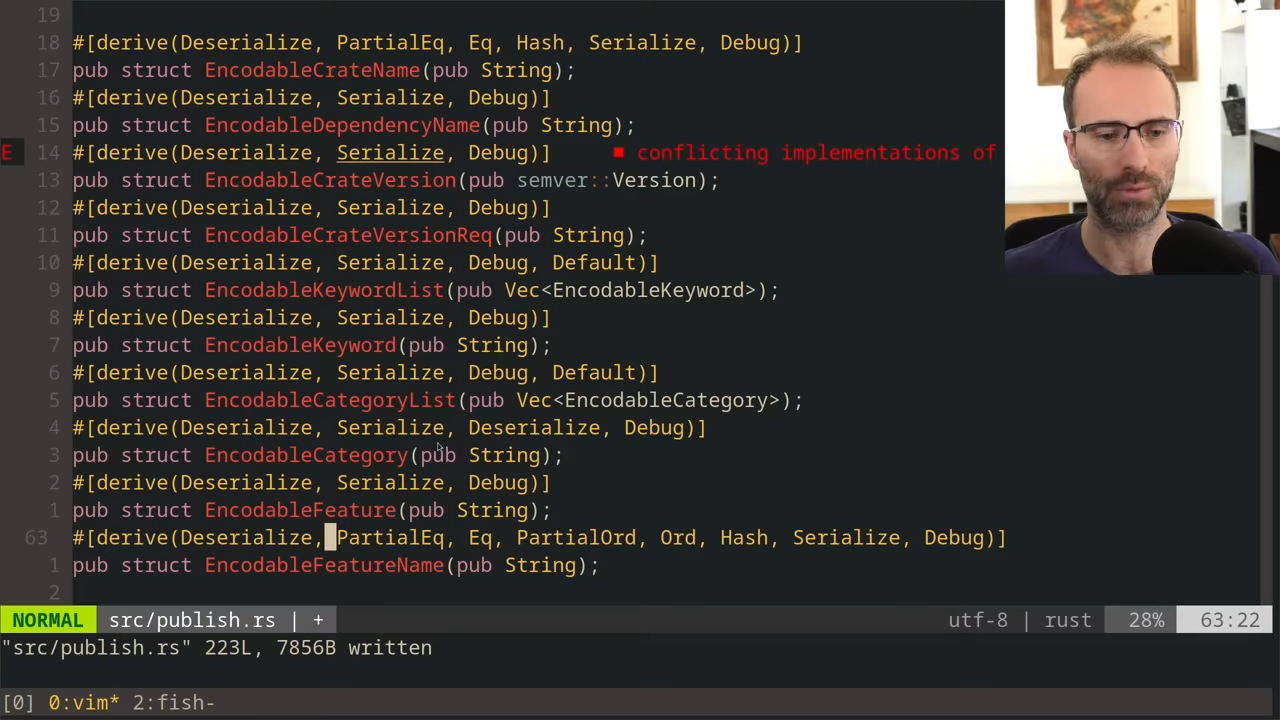 19
18 #[derive(Deserialize, PartialEq, Eq, Hash, Serialize, Debug)]
17 pub struct EncodableCrateName(pub String);
16 #[derive(Deserialize, Serialize, Debug)]
15 pub struct EncodableDependencyName(pub String);
E 14 #[derive(Deserialize, Serialize, Debug)] ■ conflicting implementations of
13 pub struct EncodableCrateVersion(pub semver::Version);
12 #[derive(Deserialize, Serialize, Debug)]
11 pub struct EncodableCrateVersionReq(pub String);
10 #[derive(Deserialize, Serialize, Debug, Default)]
9 pub struct EncodableKeywordList(pub Vec<EncodableKeyword>);
8 #[derive(Deserialize, Serialize, Debug)]
7 pub struct EncodableKeyword(pub String);
6 #[derive(Deserialize, Serialize, Debug, Default)]
5 pub struct EncodableCategoryList(pub Vec<EncodableCategory>);
4 #[derive(Deserialize, Serialize, Deserialize, Debug)]
3 pub struct EncodableCategory(pub String);
2 #[derive(Deserialize, Serialize, Debug)]
1 pub struct EncodableFeature(pub String);
63 #[derive(Deserialize, PartialEq, Eq, PartialOrd, Ord, Hash, Serialize, Debug)]
1 pub struct EncodableFeatureName(pub String);
2
NORMAL src/publish.rs | + utf-8 | rust 28% 63:22
"src/publish.rs" 223L, 7856B written
[0] 0:vim* 2:fish-